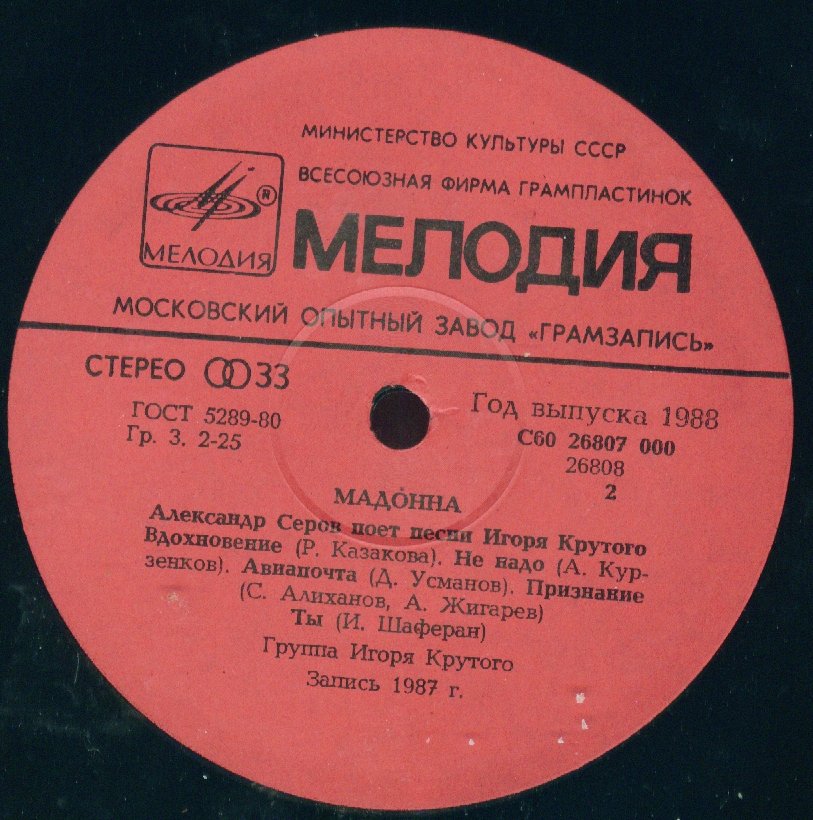 МИНИСТЕРСТВО КУЛЬТУРЫ СССР
ВСЕСОЮЗНАЯ ФИРМА ГРАМПЛАСТИНОК
МЕЛОДИЯ ®
МЕЛОДИЯ
МОСКОВСКИЙ ОПЫТНЫЙ ЗАВОД «ГРАМЗАПИСЬ»
СТЕРЕО 33
ГОСТ 5289-80
Гр. 3. 2-25
Год выпуска 1988
С60 26807 000
26808
2
МАДО́ННА
Александр Серов поет песни Игоря Крутого
Вдохновение (Р. Казакова). Не надо (А. Кур-
зенков). Авиапочта (Д. Усманов). Признание
(С. Алиханов, А. Жигарев)
Ты (И. Шаферан)
Группа Игоря Крутого
Запись 1987 г.